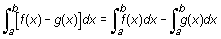 ∫_a^b [f(x) - g(x)]dx = ∫_a^b f(x)dx - ∫_a^b g(x)dx